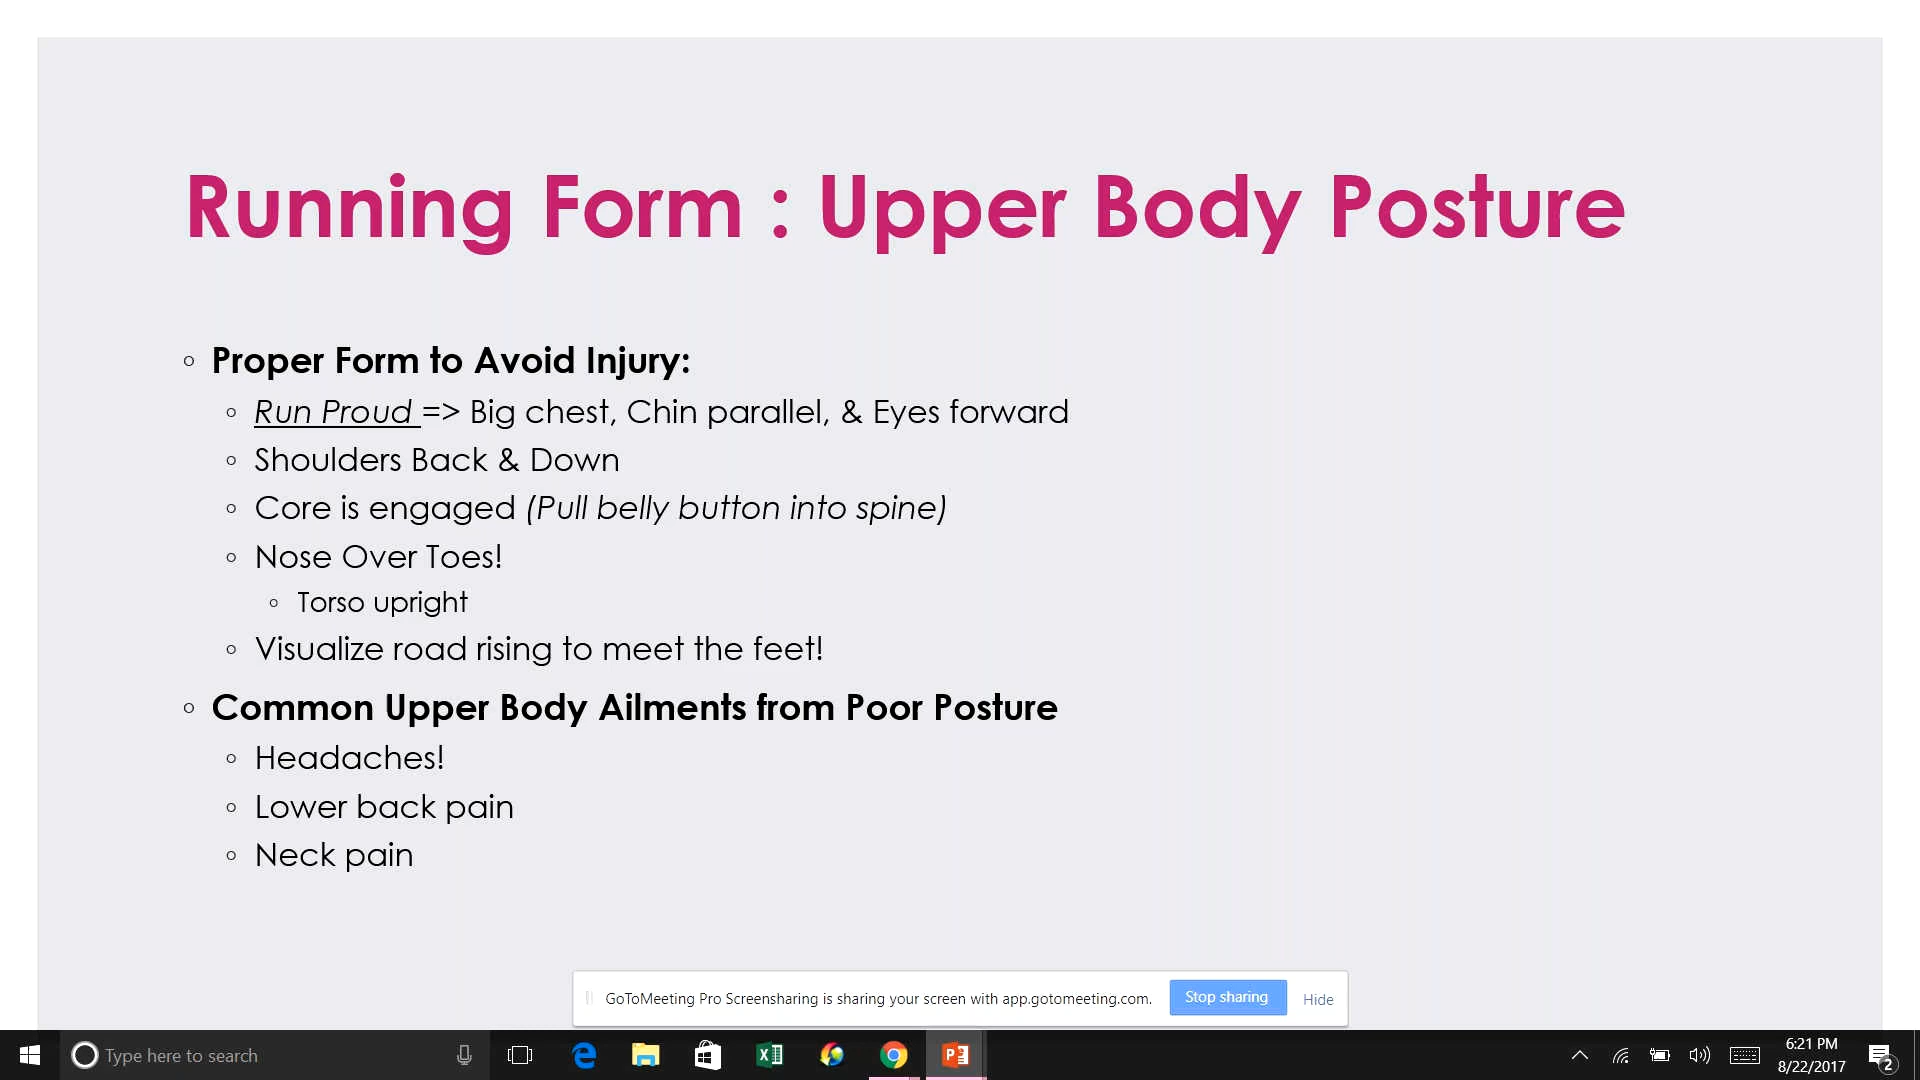 Running Form : Upper Body Posture
Proper Form to Avoid Injury:
Run Proud => Big chest, Chin parallel, & Eyes forward
Shoulders Back & Down
Core is engaged (Pull belly button into spine)
Nose Over Toes!
Torso upright
Visualize road rising to meet the feet!
Common Upper Body Ailments from Poor Posture
Headaches!
Lower back pain
Neck pain
GoToMeeting Pro Screensharing is sharing your screen with app.gotomeeting.com. Stop sharing Hide
Type here to search
6:21 PM
8/22/2017
2